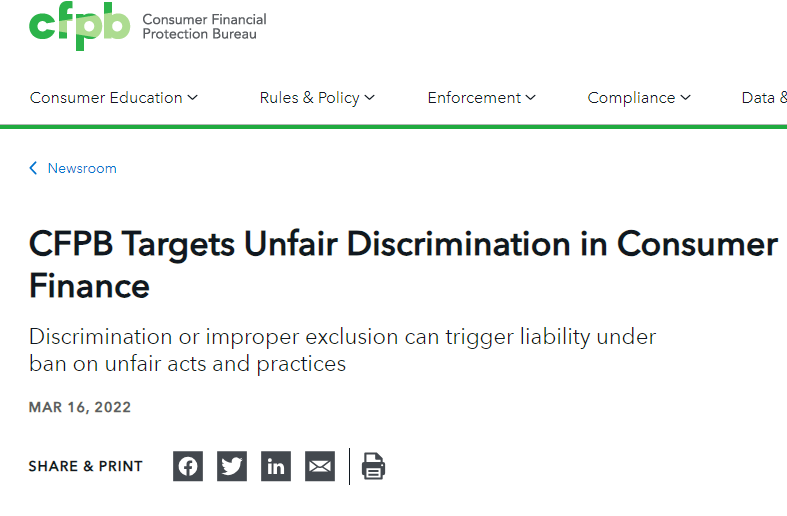 cfpb
Consumer Financial
Protection Bureau
Consumer Education
Rules & Policy
Enforcement
Compliance
Data &
Newsroom
CFPB Targets Unfair Discrimination in Consumer
Finance
Discrimination or improper exclusion can trigger liability under
ban on unfair acts and practices
MAR 16, 2022
SHARE & PRINT